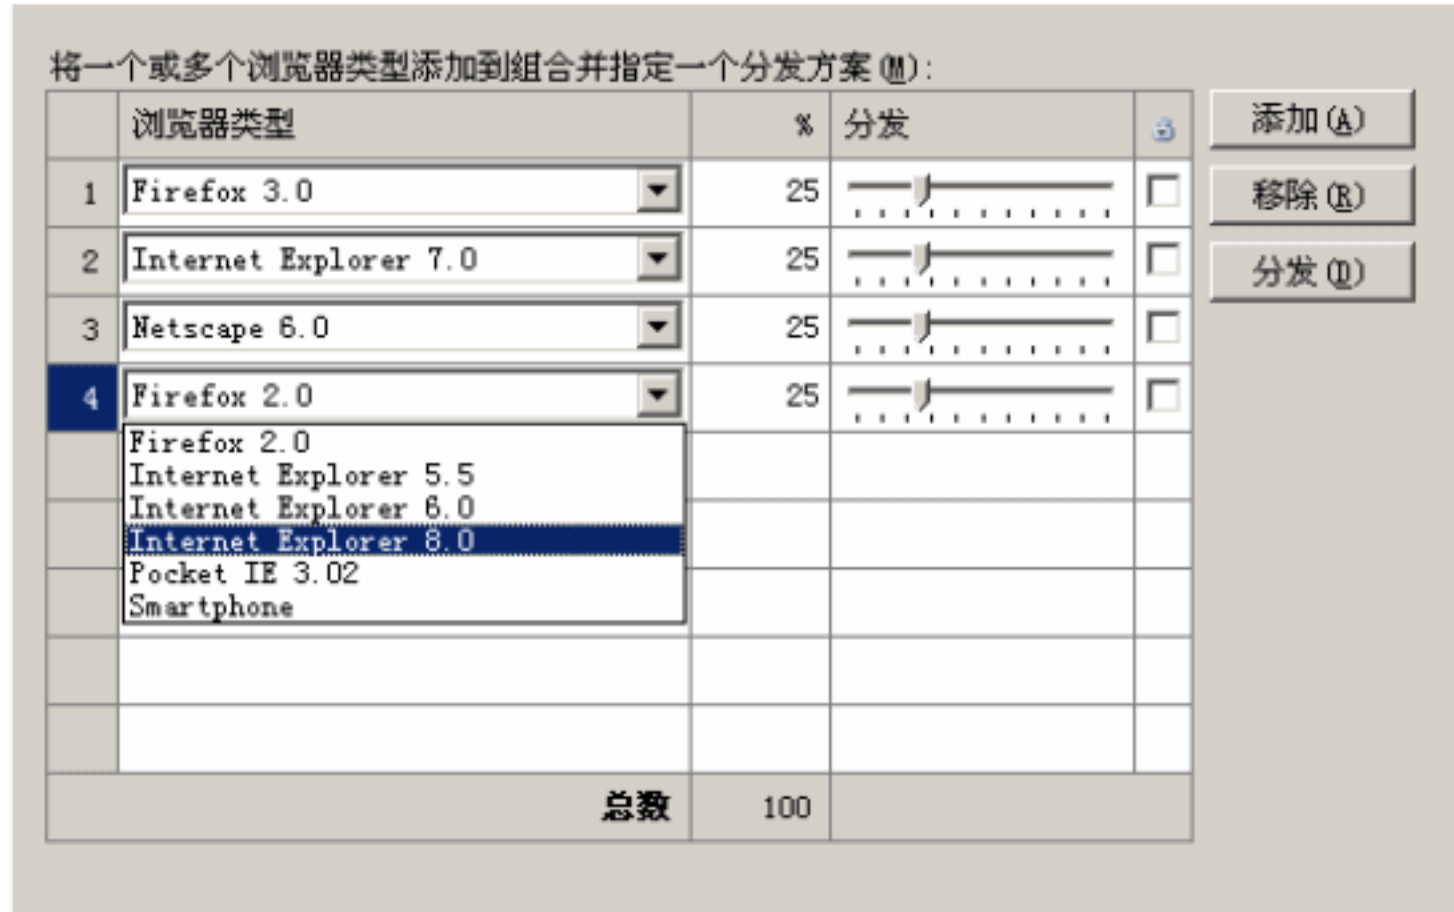 将一个或多个浏览器类型添加到组合并指定一个分发方案(M):
浏览器类型 % 分发
添加(A)
1 Firefox 3.0 25
移除(R)
2 Internet Explorer 7.0 25
分发(D)
3 Netscape 6.0 25
4 Firefox 2.0 25
Firefox 2.0
Internet Explorer 5.5
Internet Explorer 6.0
Internet Explorer 8.0
Pocket IE 3.02
Smartphone
总数 100